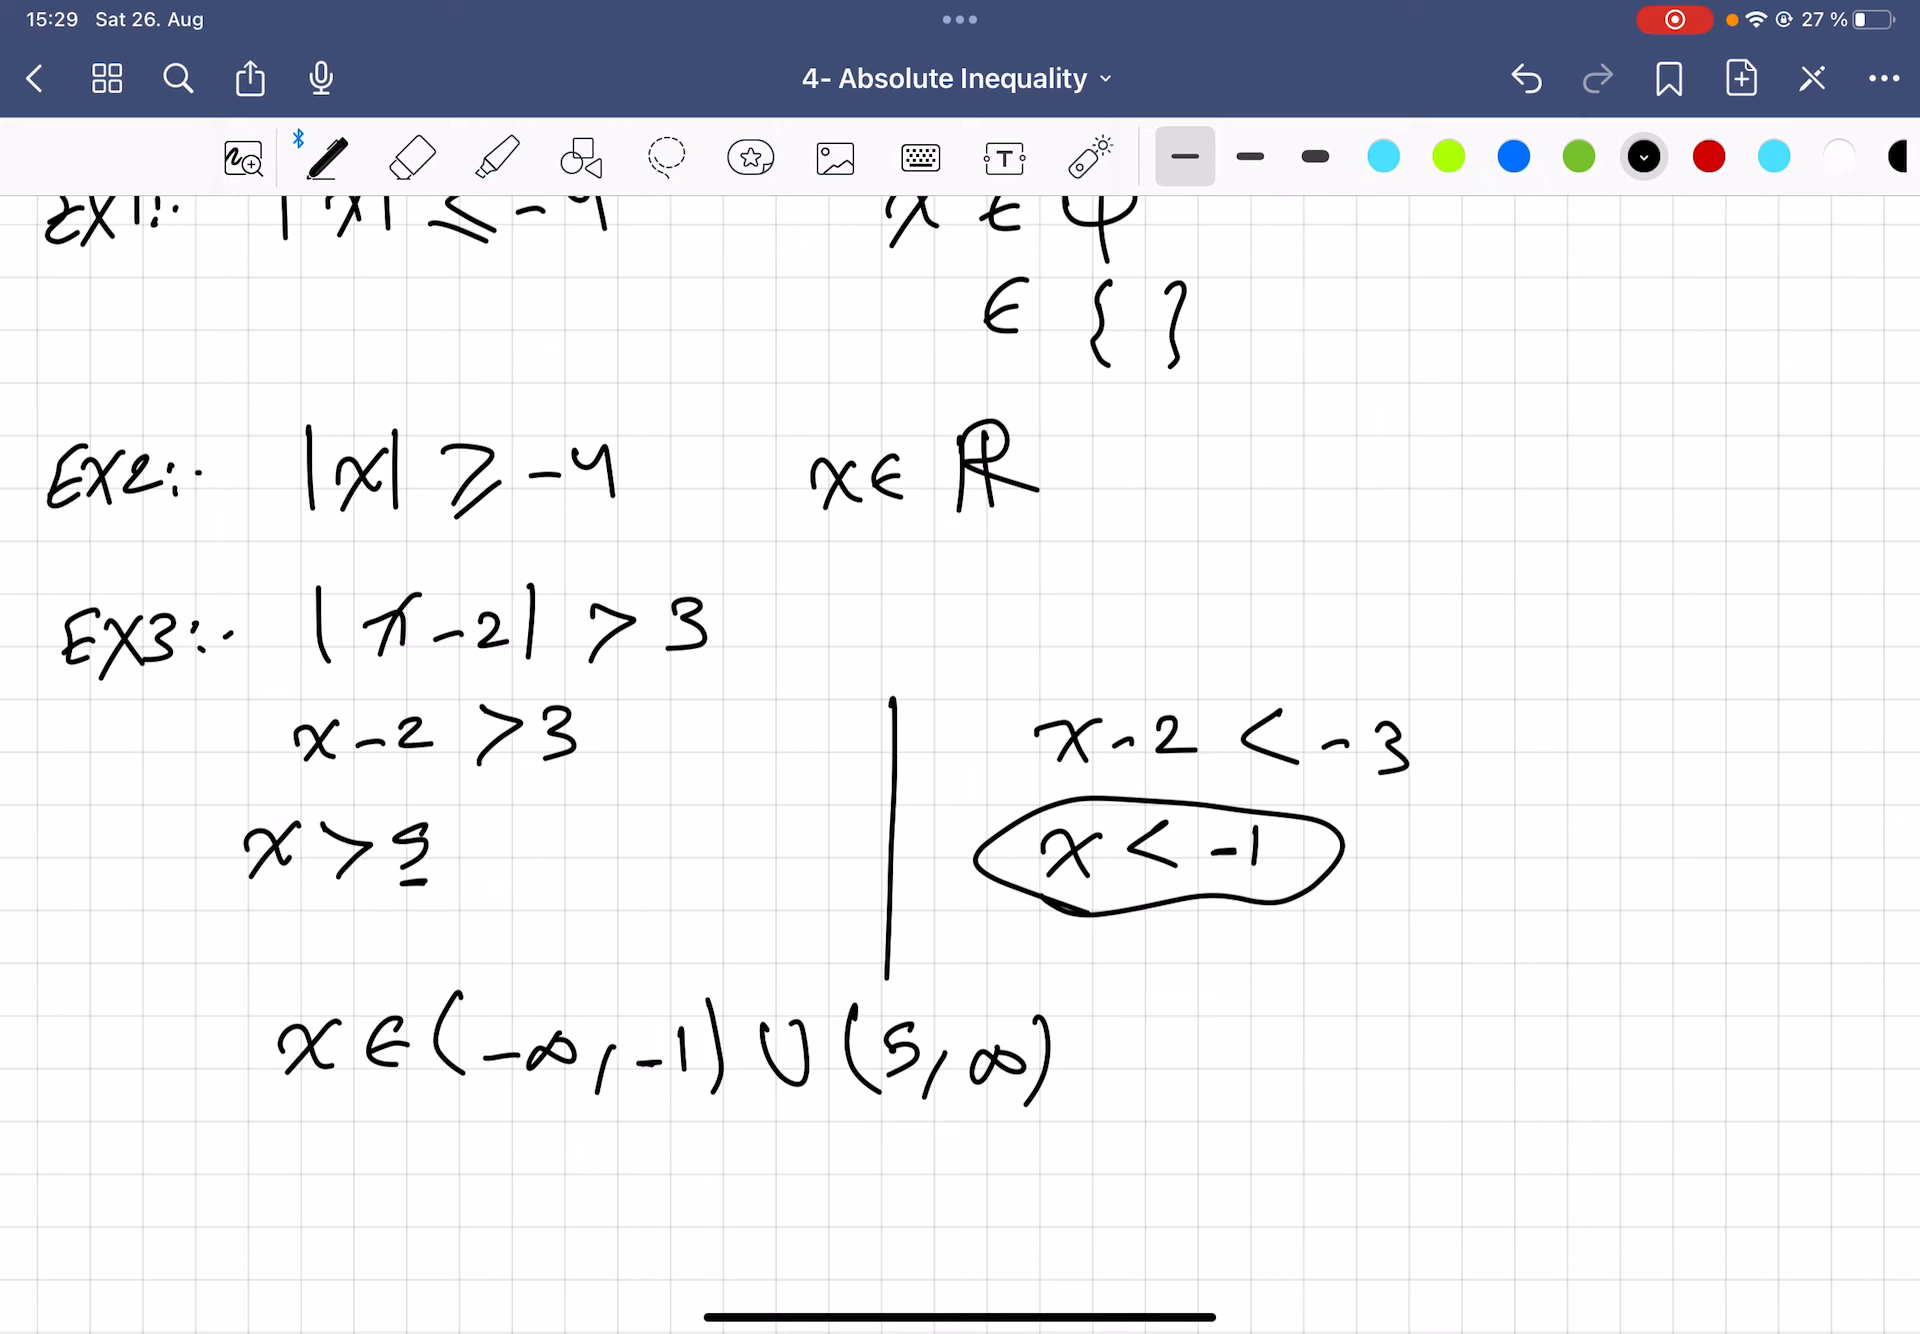 15:29 Sat 26. Aug 27 %
4- Absolute Inequality
EX1:- |x| ≤ -4 x ∈ φ
∈ { }
EX2:- |x| ≥ -4 x ∈ ℝ
EX3:- |x-2| > 3
x-2 > 3 x-2 < -3
x > 5 x < -1
x ∈ (-∞, -1) ∪ (5, ∞)